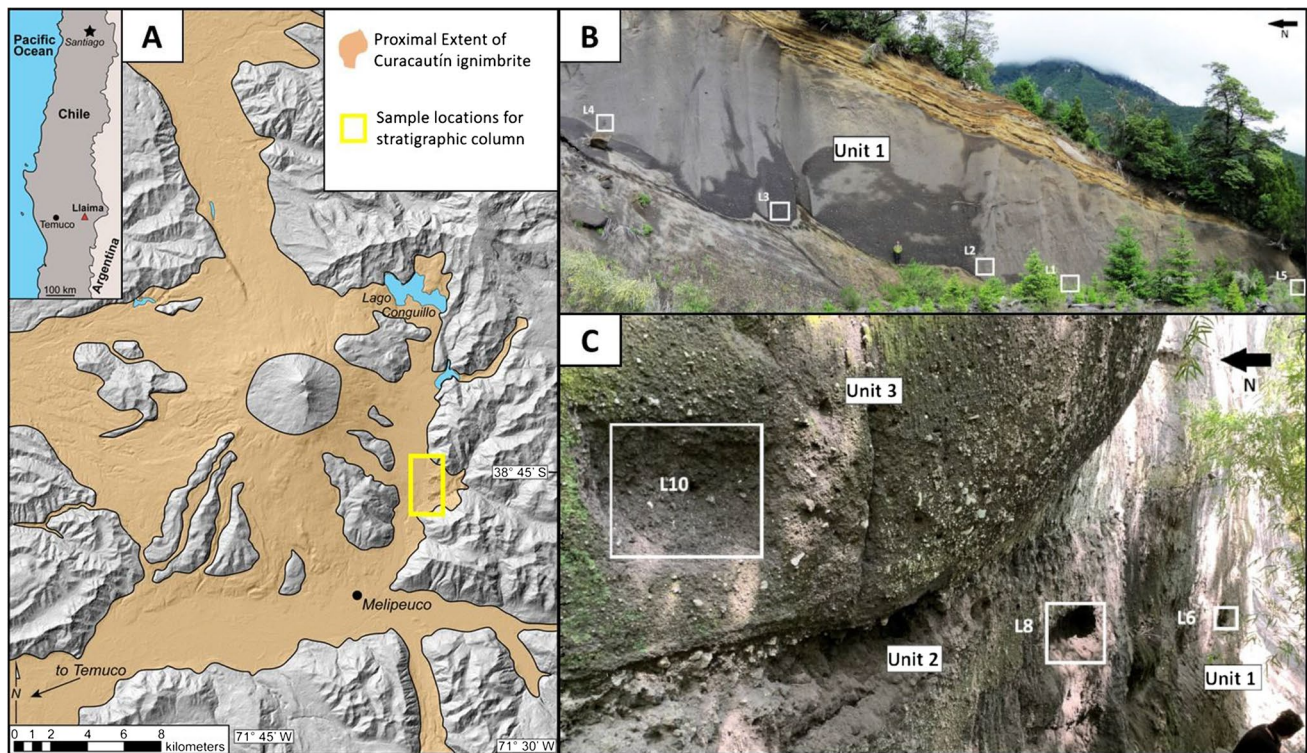 A
Pacific
Ocean
Santiago
Chile
Llaima
Temuco
Argentina
100 km
Proximal Extent of
Curacautín ignimbrite
Sample locations for
stratigraphic column
Lago
Conguillo
38° 45' S
Melipeuco
to Temuco
N
0 1 2 4 6 8
kilometers
71° 45' W
71° 30' W
B
N
L4
Unit 1
L3
L2
L1
L5
C
N
Unit 3
L10
L8
L6
Unit 2
Unit 1